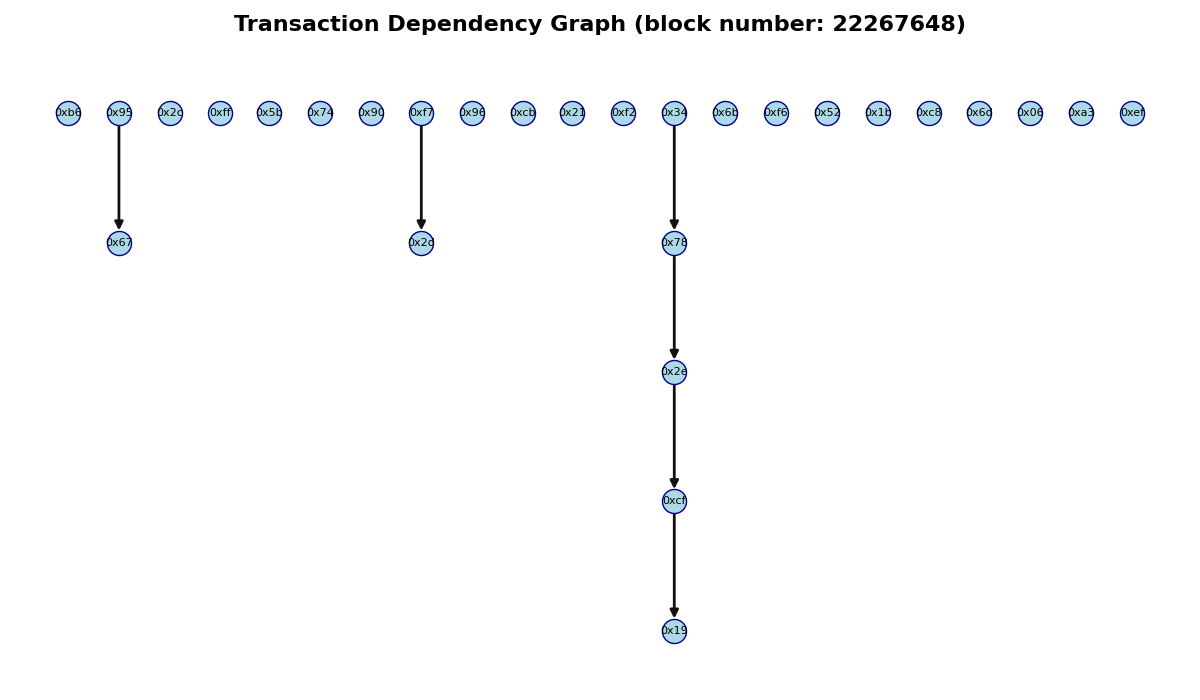 Transaction Dependency Graph (block number: 22267648)
0xb6 0x95 0x2c 0xff 0x5b 0x74 0x90 0xf7 0x96 0xcb 0x21 0xf2 0x34 0x6b 0xf6 0x52 0x1b 0xc8 0x6d 0x06 0xa3 0xef
0x67 0x2d 0x78
0x2e
0xcf
0x19